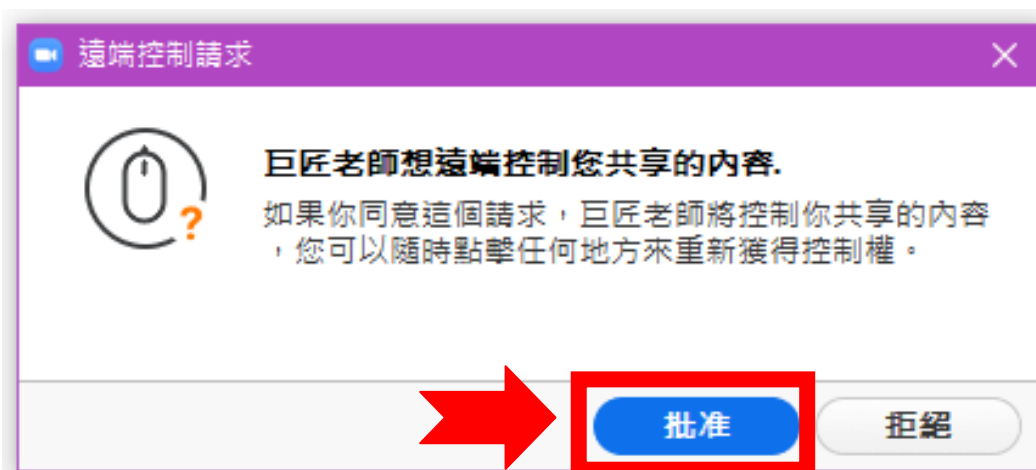 遠端控制請求
巨匠老師想遠端控制您共享的內容.
如果你同意這個請求，巨匠老師將控制你共享的內容
，您可以隨時點擊任何地方來重新獲得控制權。
?
批准
拒絕